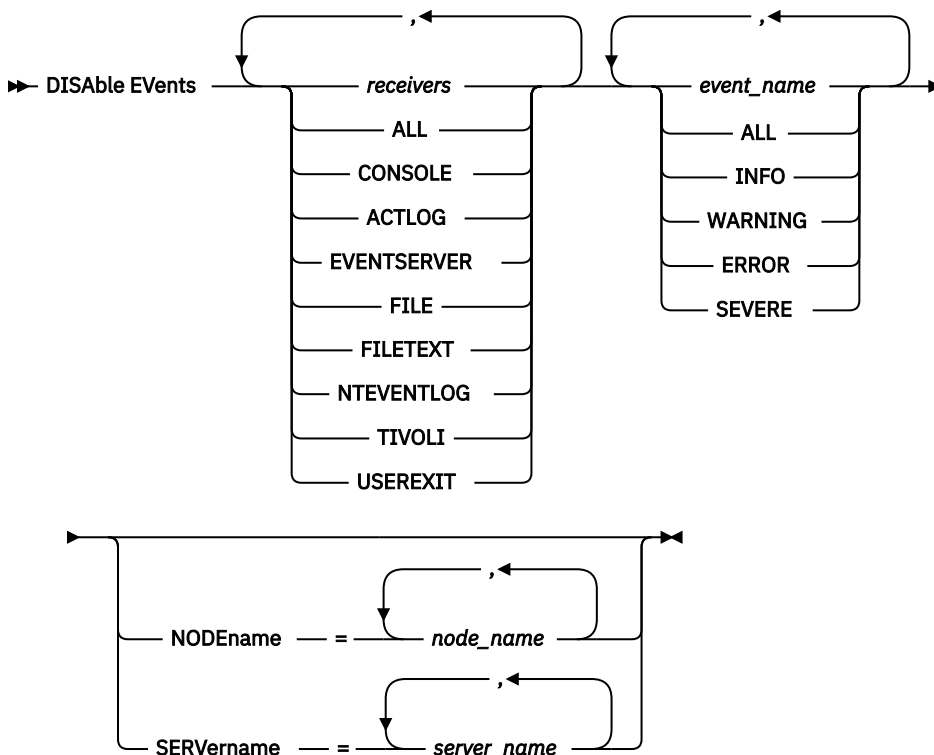 , ,
DISAble EVents receivers event_name
ALL ALL
CONSOLE INFO
ACTLOG WARNING
EVENTSERVER ERROR
FILE SEVERE
FILETEXT
NTEVENTLOG
TIVOLI
USEREXIT
,
NODEname = node_name
,
SERVername = server_name